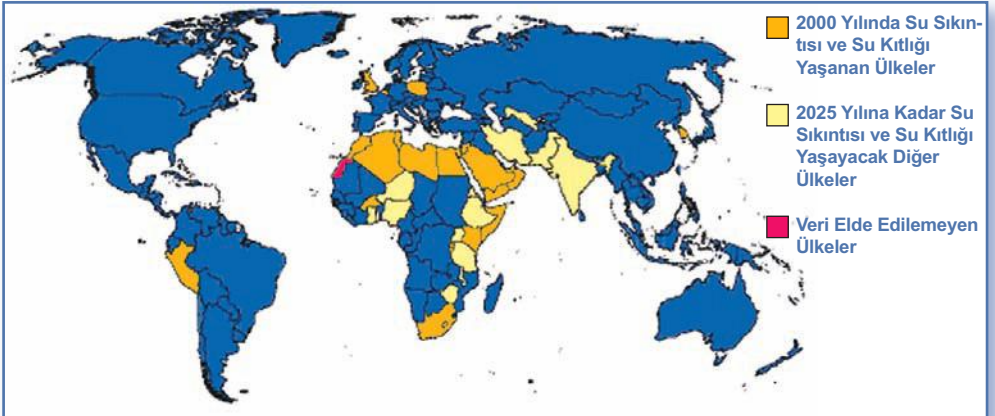 2000 Yılında Su Sıkın-
tısı ve Su Kıtlığı
Yaşanan Ülkeler
2025 Yılına Kadar Su
Sıkıntısı ve Su Kıtlığı
Yaşayacak Diğer
Ülkeler
Veri Elde Edilemeyen
Ülkeler